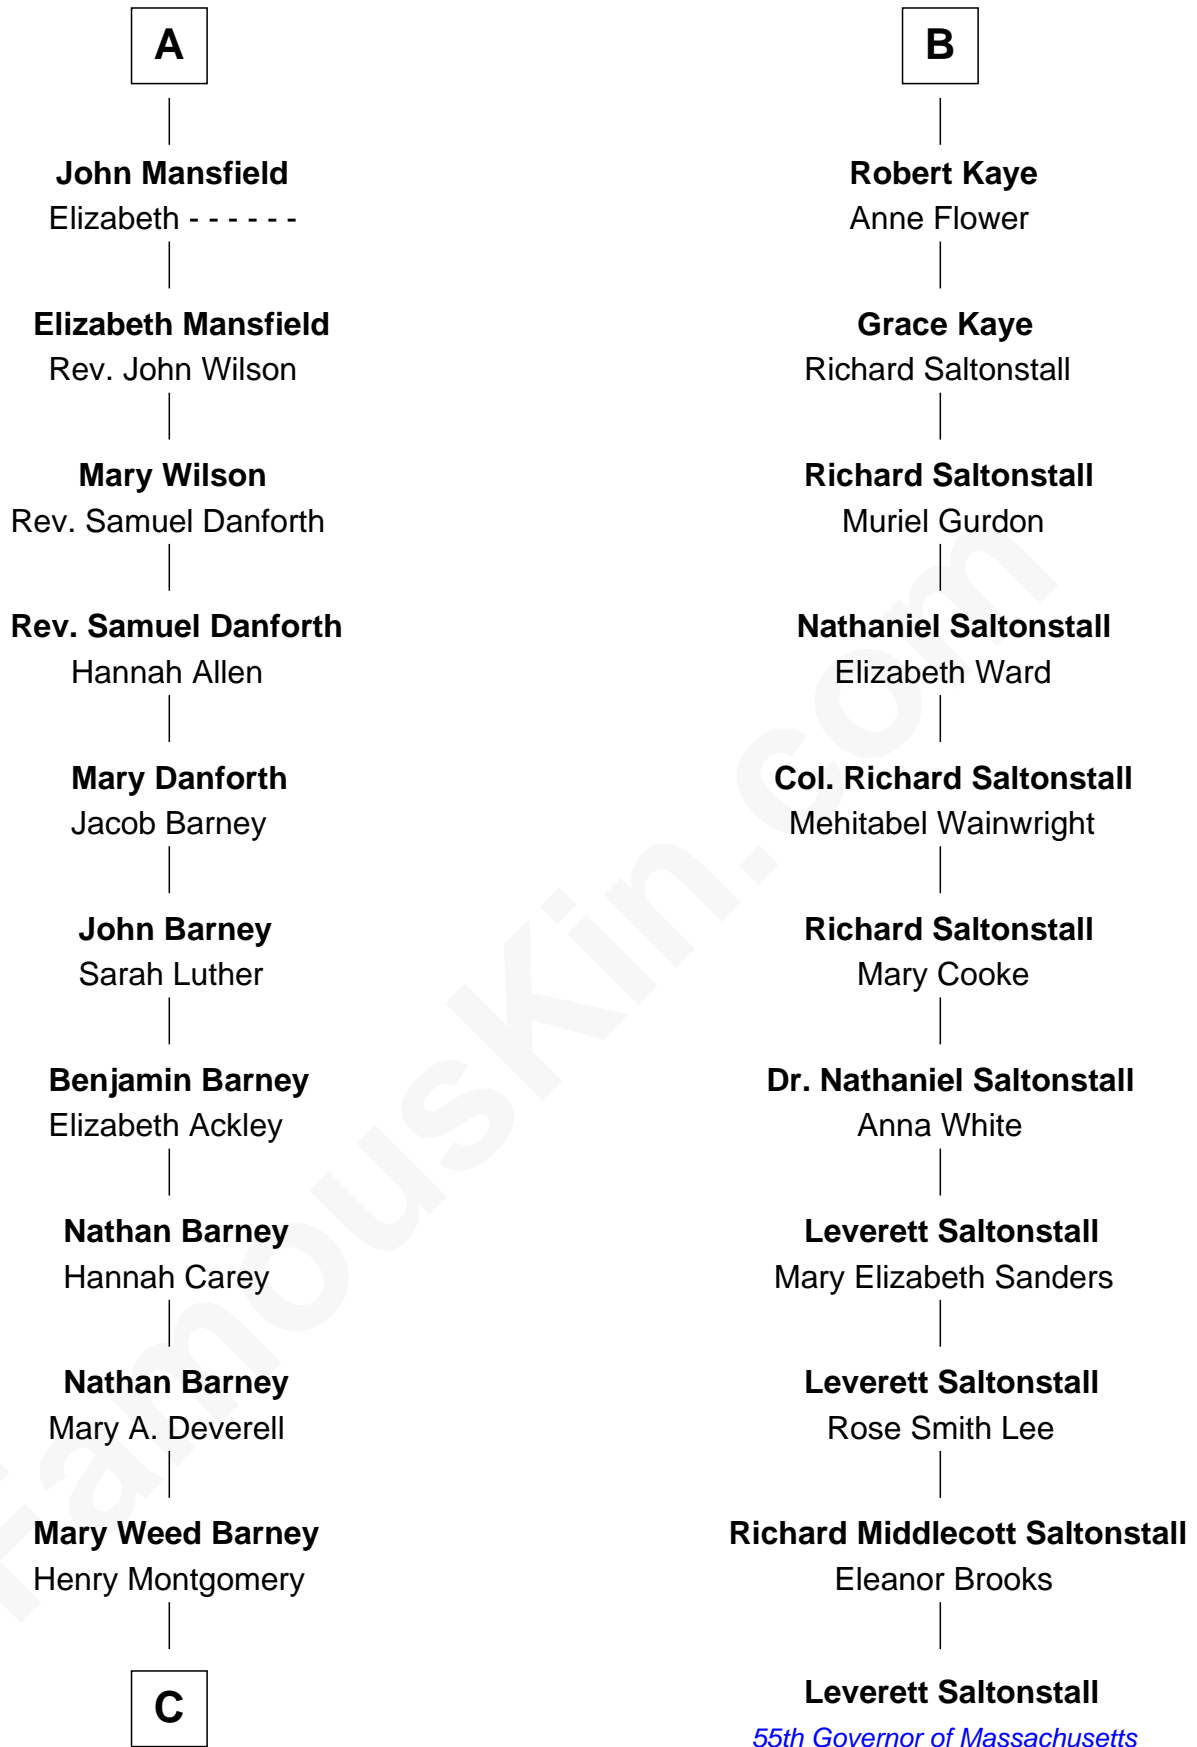 A
John Mansfield
Elizabeth - - - - - -
Elizabeth Mansfield
Rev. John Wilson
Mary Wilson
Rev. Samuel Danforth
Rev. Samuel Danforth
Hannah Allen
Mary Danforth
Jacob Barney
John Barney
Sarah Luther
Benjamin Barney
Elizabeth Ackley
Nathan Barney
Hannah Carey
Nathan Barney
Mary A. Deverell
Mary Weed Barney
Henry Montgomery
C
B
Robert Kaye
Anne Flower
Grace Kaye
Richard Saltonstall
Richard Saltonstall
Muriel Gurdon
Nathaniel Saltonstall
Elizabeth Ward
Col. Richard Saltonstall
Mehitabel Wainwright
Richard Saltonstall
Mary Cooke
Dr. Nathaniel Saltonstall
Anna White
Leverett Saltonstall
Mary Elizabeth Sanders
Leverett Saltonstall
Rose Smith Lee
Richard Middlecott Saltonstall
Eleanor Brooks
Leverett Saltonstall
55th Governor of Massachusetts
FamousKin.com